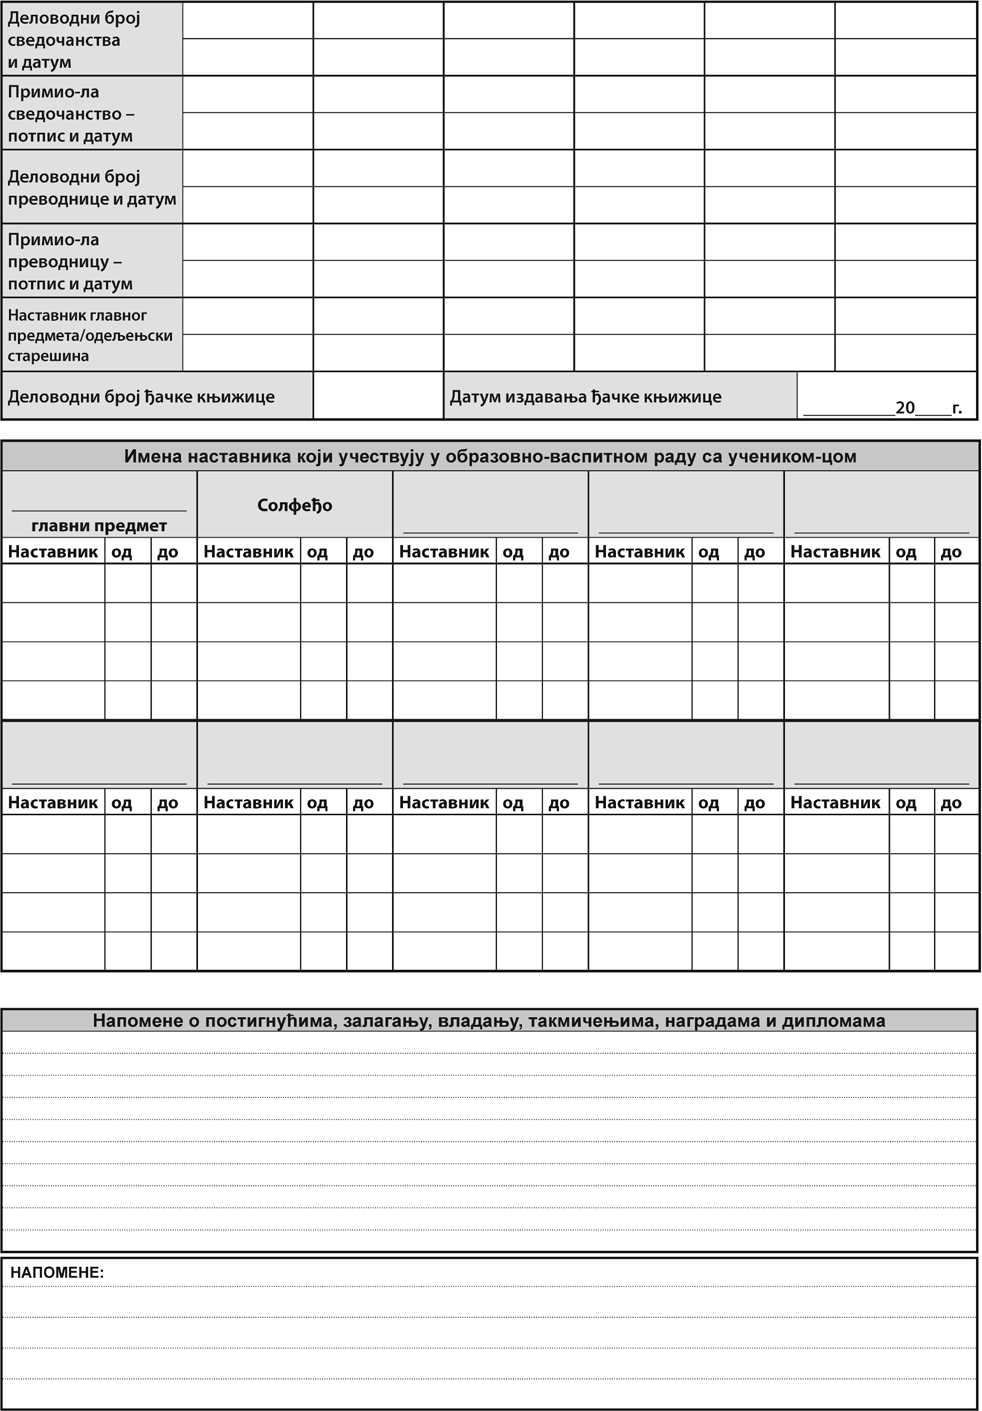 Деловодни број
сведочанства
и датум
Примио-ла
сведочанство –
потпис и датум
Деловодни број
преводнице и датум
Примио-ла
преводницу –
потпис и датум
Наставник главног
предмета/одељењски
старешина
Деловодни број ђачке књижице
Датум издавања ђачке књижице
__________20____г.
Имена наставника који учествују у образовно-васпитном раду са учеником-цом
главни предмет
Солфеђо
Наставник од до Наставник од до Наставник од до Наставник од до Наставник од до
Наставник од до Наставник од до Наставник од до Наставник од до Наставник од до
Напомене о постигнућима, залагању, владању, такмичењима, наградама и дипломама
НАПОМЕНЕ: